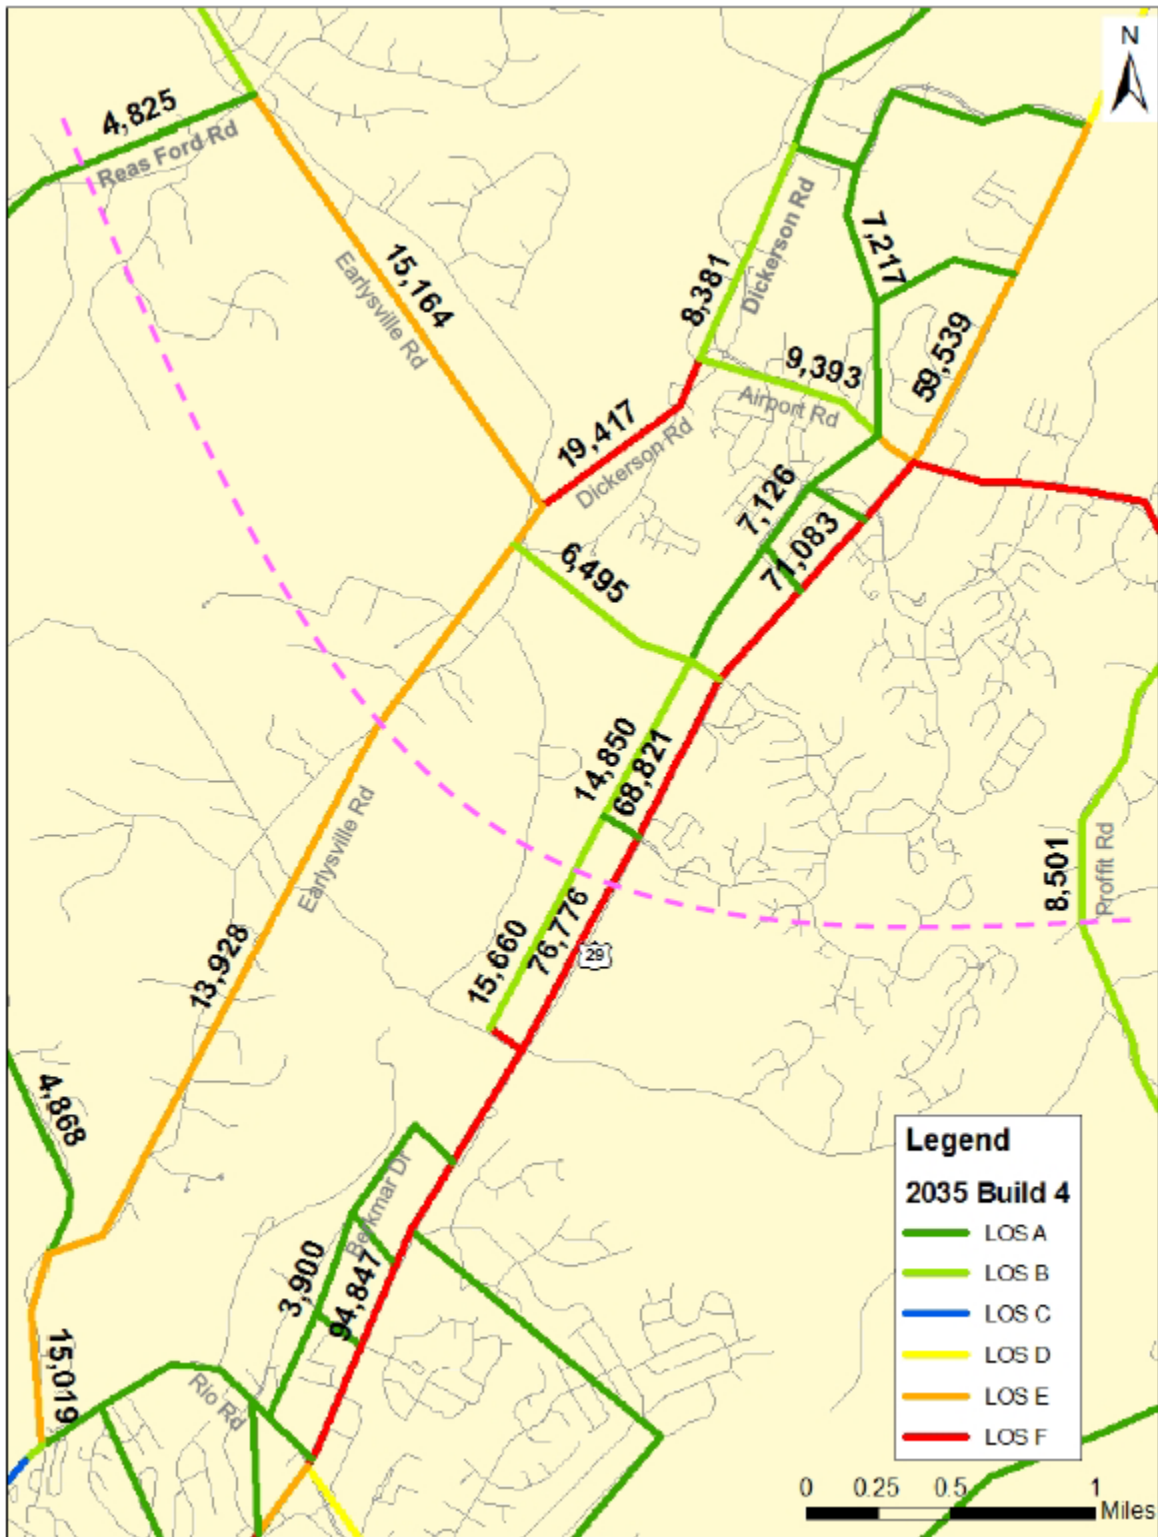 N
4,825
Reas Ford Rd
15,164
Earlysville Rd
Dickerson Rd
7,217
8,381
59,539
9,393
Airport Rd
19,417
Dickerson Rd
7,126
71,083
6,495
14,850
68,821
8,501
Proffit Rd
Earlysville Rd
13,928
15,660
76,776
29
4,868
Berkmar Dr
3,900
94,847
15,019
Rio Rd
Legend
2035 Build 4
LOS A
LOS B
LOS C
LOS D
LOS E
LOS F
0 0.25 0.5 1
Miles